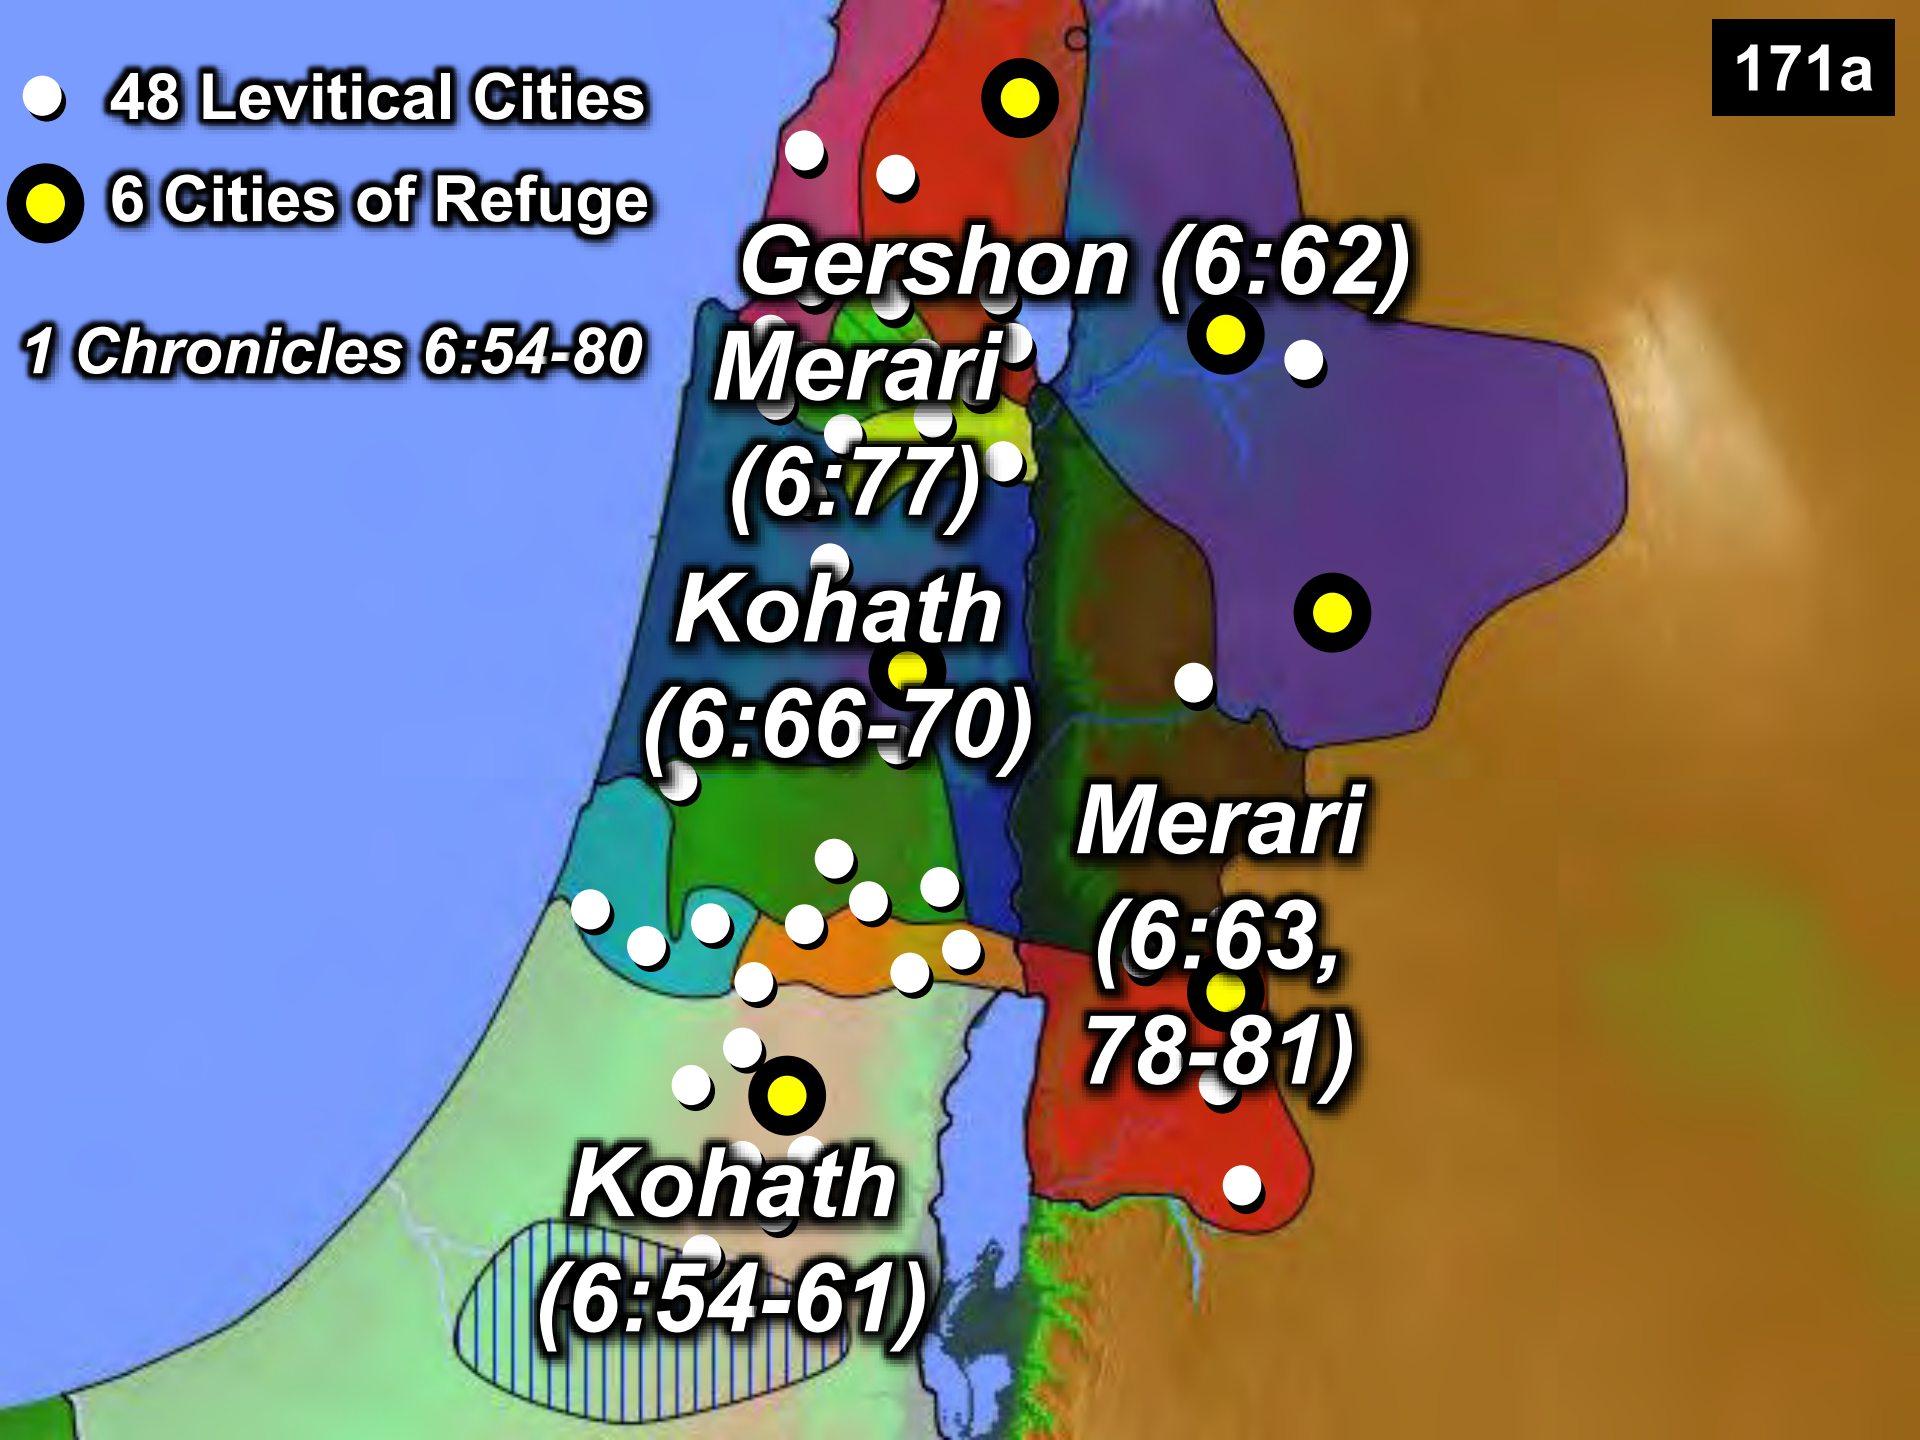 171a
48 Levitical Cities
6 Cities of Refuge
1 Chronicles 6:54-80
Gershon (6:62)
Merari
(6:77)
Kohath
(6:66-70)
Merari
(6:63,
78-81)
Kohath
(6:54-61)